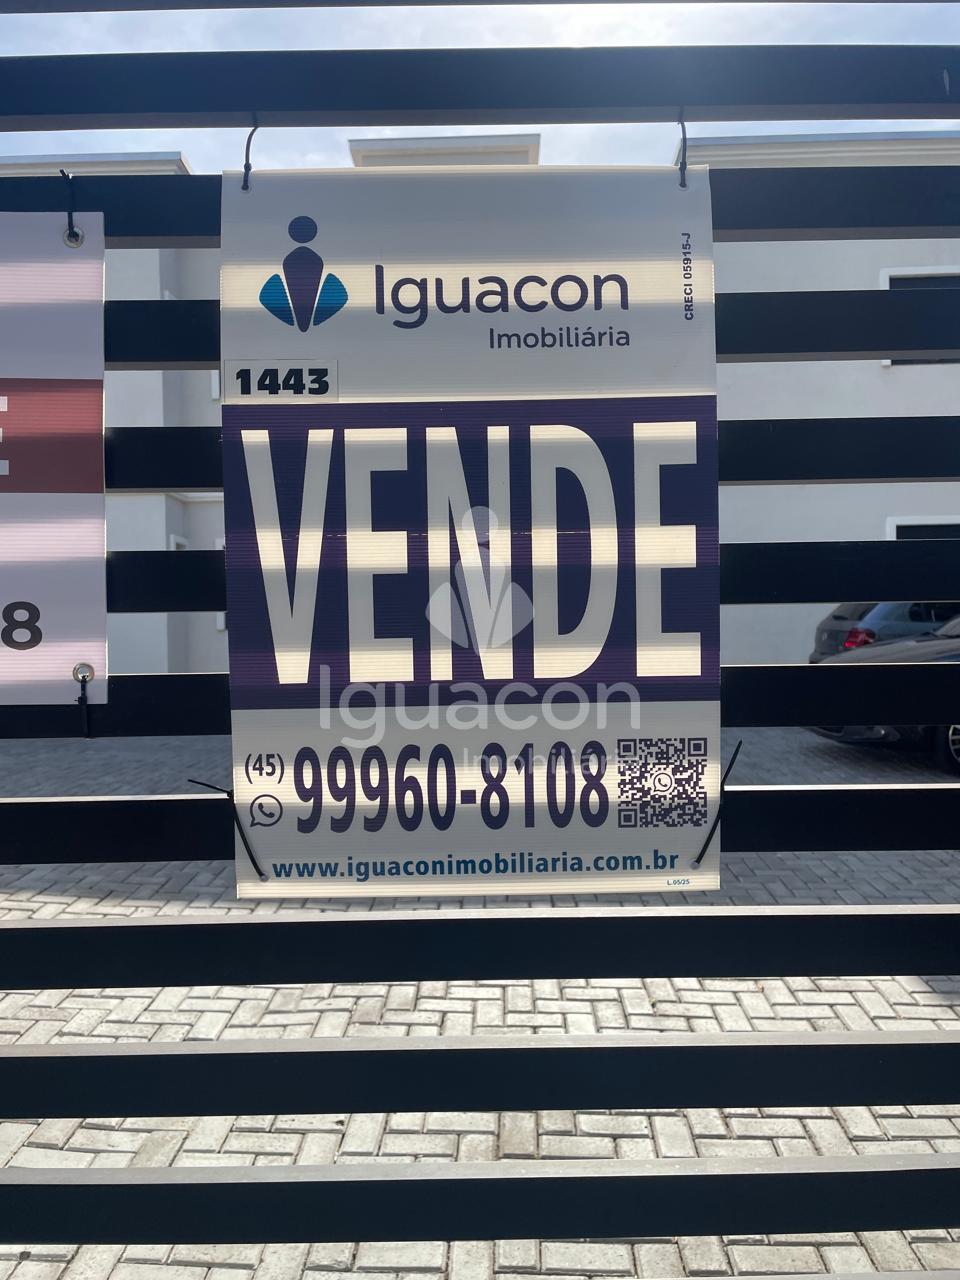 Iguacon
Imobiliária
CRECI 05915-J
1443
VENDE
Iguacon
Imobiliária
(45) 99960-8108
www.iguaconimobiliaria.com.br
L.05/25
E
8